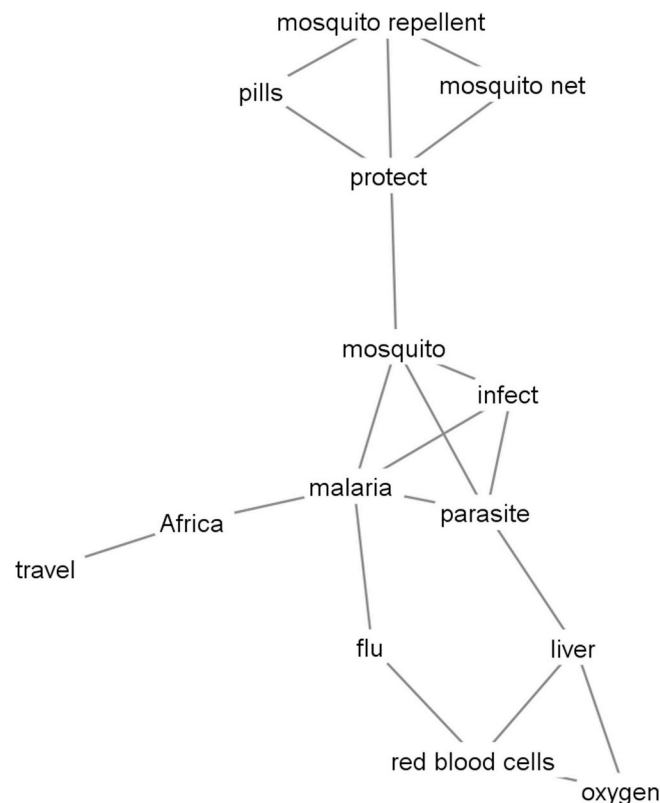 mosquito repellent
pills
mosquito net
protect
mosquito
infect
malaria
parasite
Africa
travel
flu
liver
red blood cells
oxygen